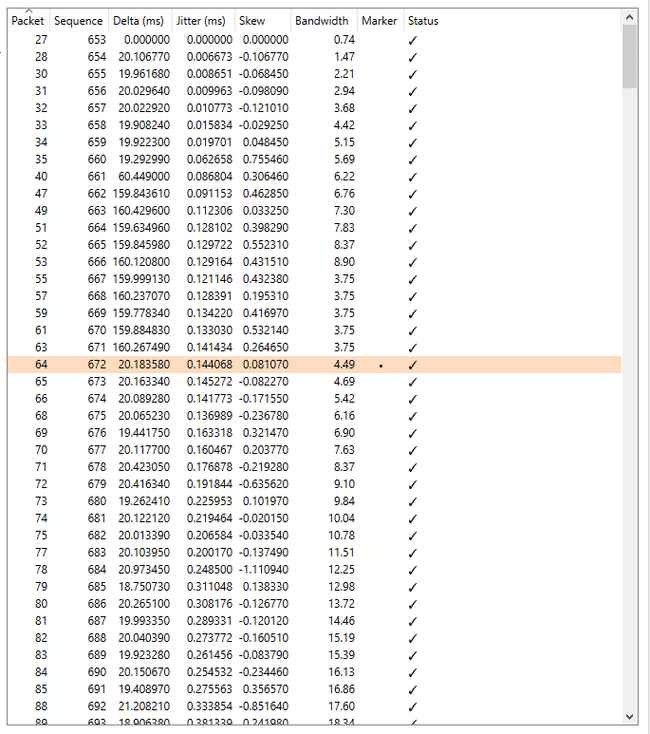 Packet Sequence Delta (ms) Jitter (ms) Skew Bandwidth Marker Status
27 653 0.000000 0.000000 0.000000 0.74 ✓
28 654 20.106770 0.006673 -0.106770 1.47 ✓
30 655 19.961680 0.008651 -0.068450 2.21 ✓
31 656 20.029640 0.009963 -0.098090 2.94 ✓
32 657 20.022920 0.010773 -0.121010 3.68 ✓
33 658 19.908240 0.015834 -0.029250 4.42 ✓
34 659 19.922300 0.019701 0.048450 5.15 ✓
35 660 19.292990 0.062658 0.755460 5.69 ✓
40 661 60.449000 0.086804 0.306460 6.22 ✓
47 662 159.843610 0.091153 0.462850 6.76 ✓
49 663 160.429600 0.112306 0.033250 7.30 ✓
51 664 159.634960 0.128102 0.398290 7.83 ✓
52 665 159.845980 0.129722 0.552310 8.37 ✓
53 666 160.120800 0.129164 0.431510 8.90 ✓
55 667 159.999130 0.121146 0.432380 3.75 ✓
57 668 160.237070 0.128391 0.195310 3.75 ✓
59 669 159.778340 0.134220 0.416970 3.75 ✓
61 670 159.884830 0.133030 0.532140 3.75 ✓
63 671 160.267490 0.141434 0.264650 3.75 ✓
64 672 20.183580 0.144068 0.081070 4.49 • ✓
65 673 20.163340 0.145272 -0.082270 4.69 ✓
66 674 20.089280 0.141773 -0.171550 5.42 ✓
68 675 20.065230 0.136989 -0.236780 6.16 ✓
69 676 19.441750 0.163318 0.321470 6.90 ✓
70 677 20.117700 0.160467 0.203770 7.63 ✓
71 678 20.423050 0.176878 -0.219280 8.37 ✓
72 679 20.416340 0.191844 -0.635620 9.10 ✓
73 680 19.262410 0.225953 0.101970 9.84 ✓
74 681 20.122120 0.219464 -0.020150 10.04 ✓
75 682 20.013390 0.206584 -0.033540 10.78 ✓
77 683 20.103950 0.200170 -0.137490 11.51 ✓
78 684 20.973450 0.248500 -1.110940 12.25 ✓
79 685 18.750730 0.311048 0.138330 12.98 ✓
80 686 20.265100 0.308176 -0.126770 13.72 ✓
81 687 19.993350 0.289331 -0.120120 14.46 ✓
82 688 20.040390 0.273772 -0.160510 15.19 ✓
83 689 19.923280 0.261456 -0.083790 15.39 ✓
84 690 20.150670 0.254532 -0.234460 16.13 ✓
85 691 19.408970 0.275563 0.356570 16.86 ✓
88 692 21.208210 0.333854 -0.851640 17.60 ✓
89 693 18.906380 0.381339 0.241980 18.34 ✓